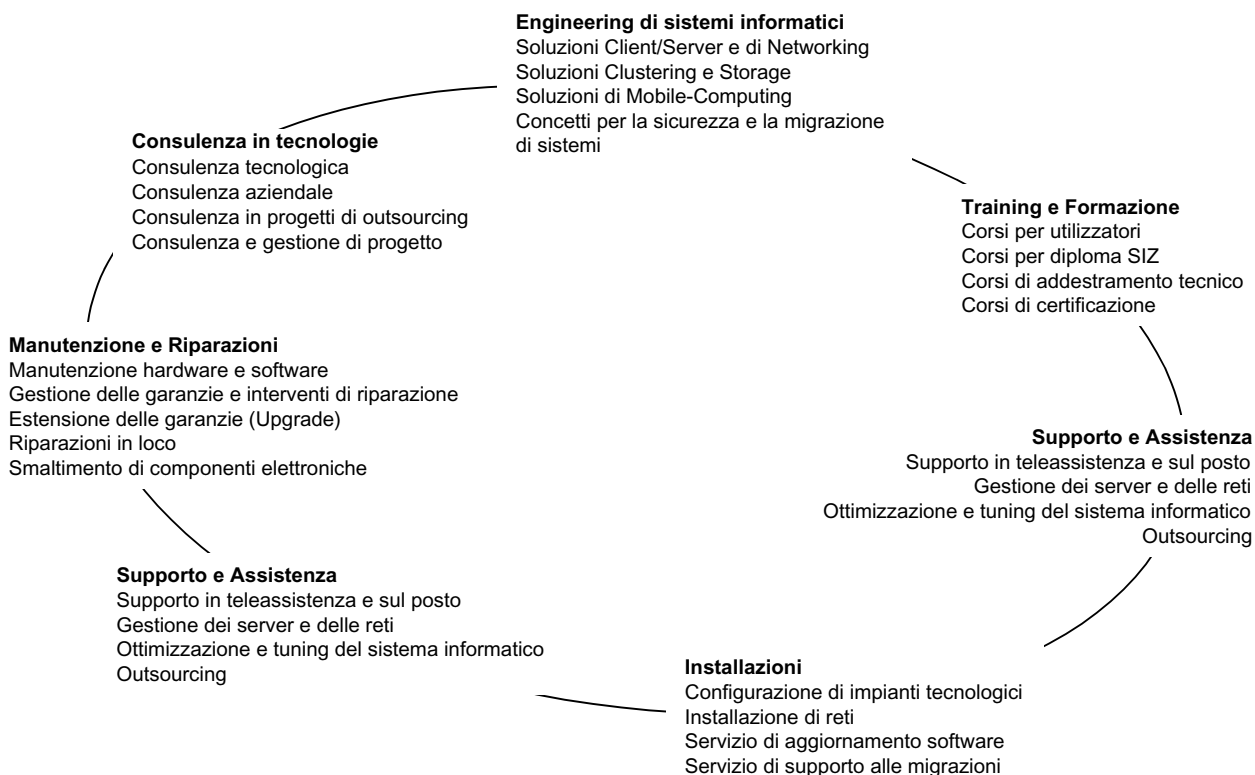 Engineering di sistemi informatici
Soluzioni Client/Server e di Networking
Soluzioni Clustering e Storage
Soluzioni di Mobile-Computing
Concetti per la sicurezza e la migrazione
di sistemi
Consulenza in tecnologie
Consulenza tecnologica
Consulenza aziendale
Consulenza in progetti di outsourcing
Consulenza e gestione di progetto
Training e Formazione
Corsi per utilizzatori
Corsi per diploma SIZ
Corsi di addestramento tecnico
Corsi di certificazione
Manutenzione e Riparazioni
Manutenzione hardware e software
Gestione delle garanzie e interventi di riparazione
Estensione delle garanzie (Upgrade)
Riparazioni in loco
Smaltimento di componenti elettroniche
Supporto e Assistenza
Supporto in teleassistenza e sul posto
Gestione dei server e delle reti
Ottimizzazione e tuning del sistema informatico
Outsourcing
Supporto e Assistenza
Supporto in teleassistenza e sul posto
Gestione dei server e delle reti
Ottimizzazione e tuning del sistema informatico
Outsourcing
Installazioni
Configurazione di impianti tecnologici
Installazione di reti
Servizio di aggiornamento software
Servizio di supporto alle migrazioni